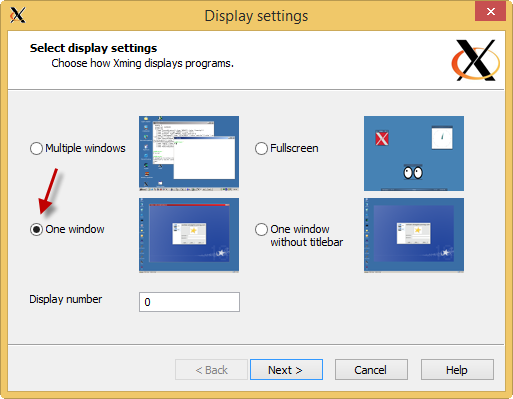 Display settings
Select display settings
Choose how Xming displays programs.
Multiple windows
Fullscreen
One window
One window
without titlebar
Display number
0
< Back
Next >
Cancel
Help